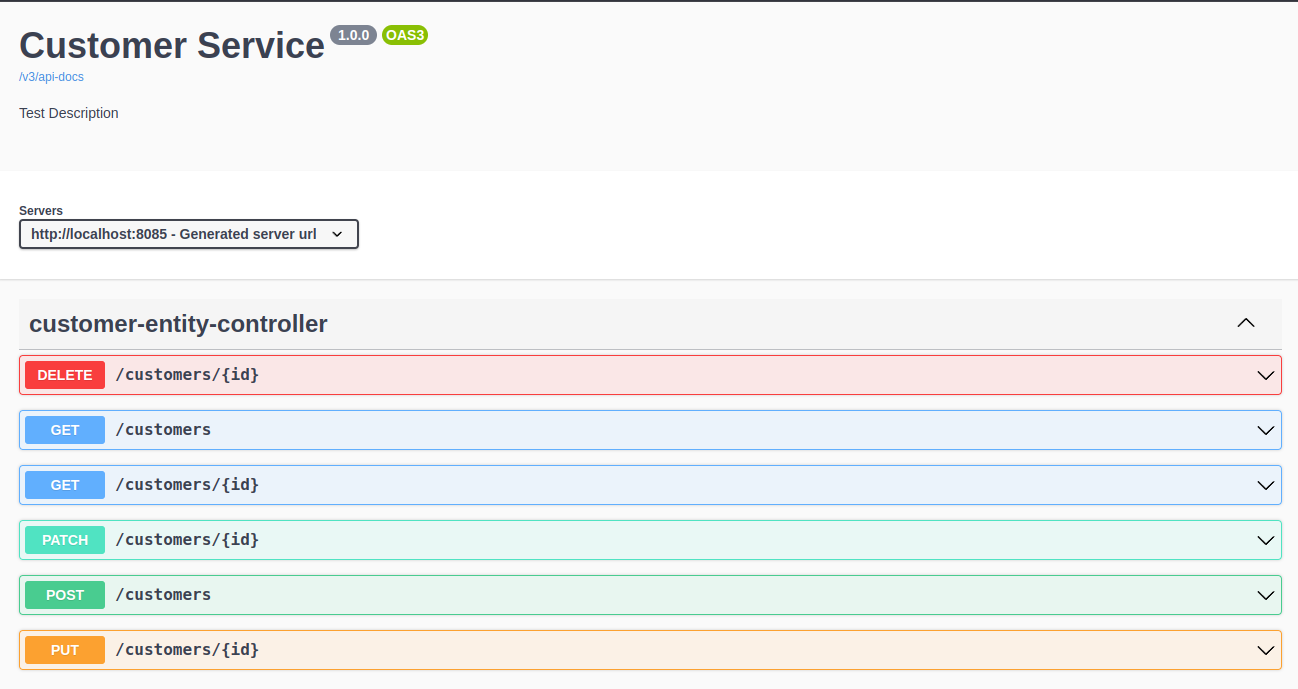 Customer Service 1.0.0 OAS3
/v3/api-docs
Test Description
Servers
http://localhost:8085 - Generated server url
customer-entity-controller
DELETE /customers/{id}
GET /customers
GET /customers/{id}
PATCH /customers/{id}
POST /customers
PUT /customers/{id}